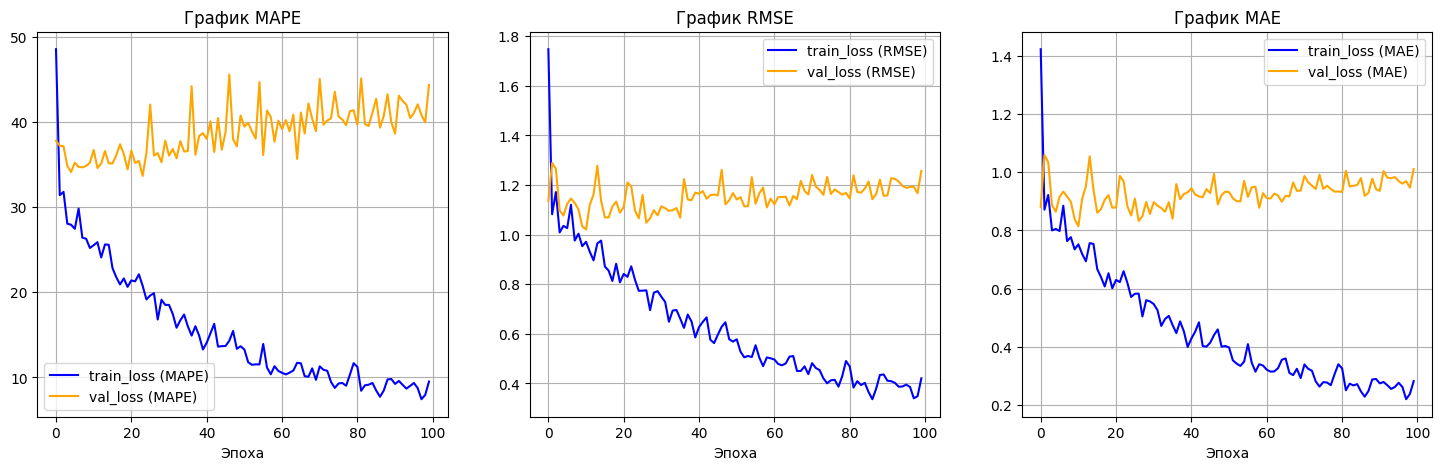 График MAPE
50
40
30
20
10
train_loss (MAPE)
val_loss (MAPE)
0 20 40 60 80 100
Эпоха
График RMSE
1.8
1.6
1.4
1.2
1.0
0.8
0.6
0.4
train_loss (RMSE)
val_loss (RMSE)
0 20 40 60 80 100
Эпоха
График MAE
1.4
1.2
1.0
0.8
0.6
0.4
0.2
train_loss (MAE)
val_loss (MAE)
0 20 40 60 80 100
Эпоха